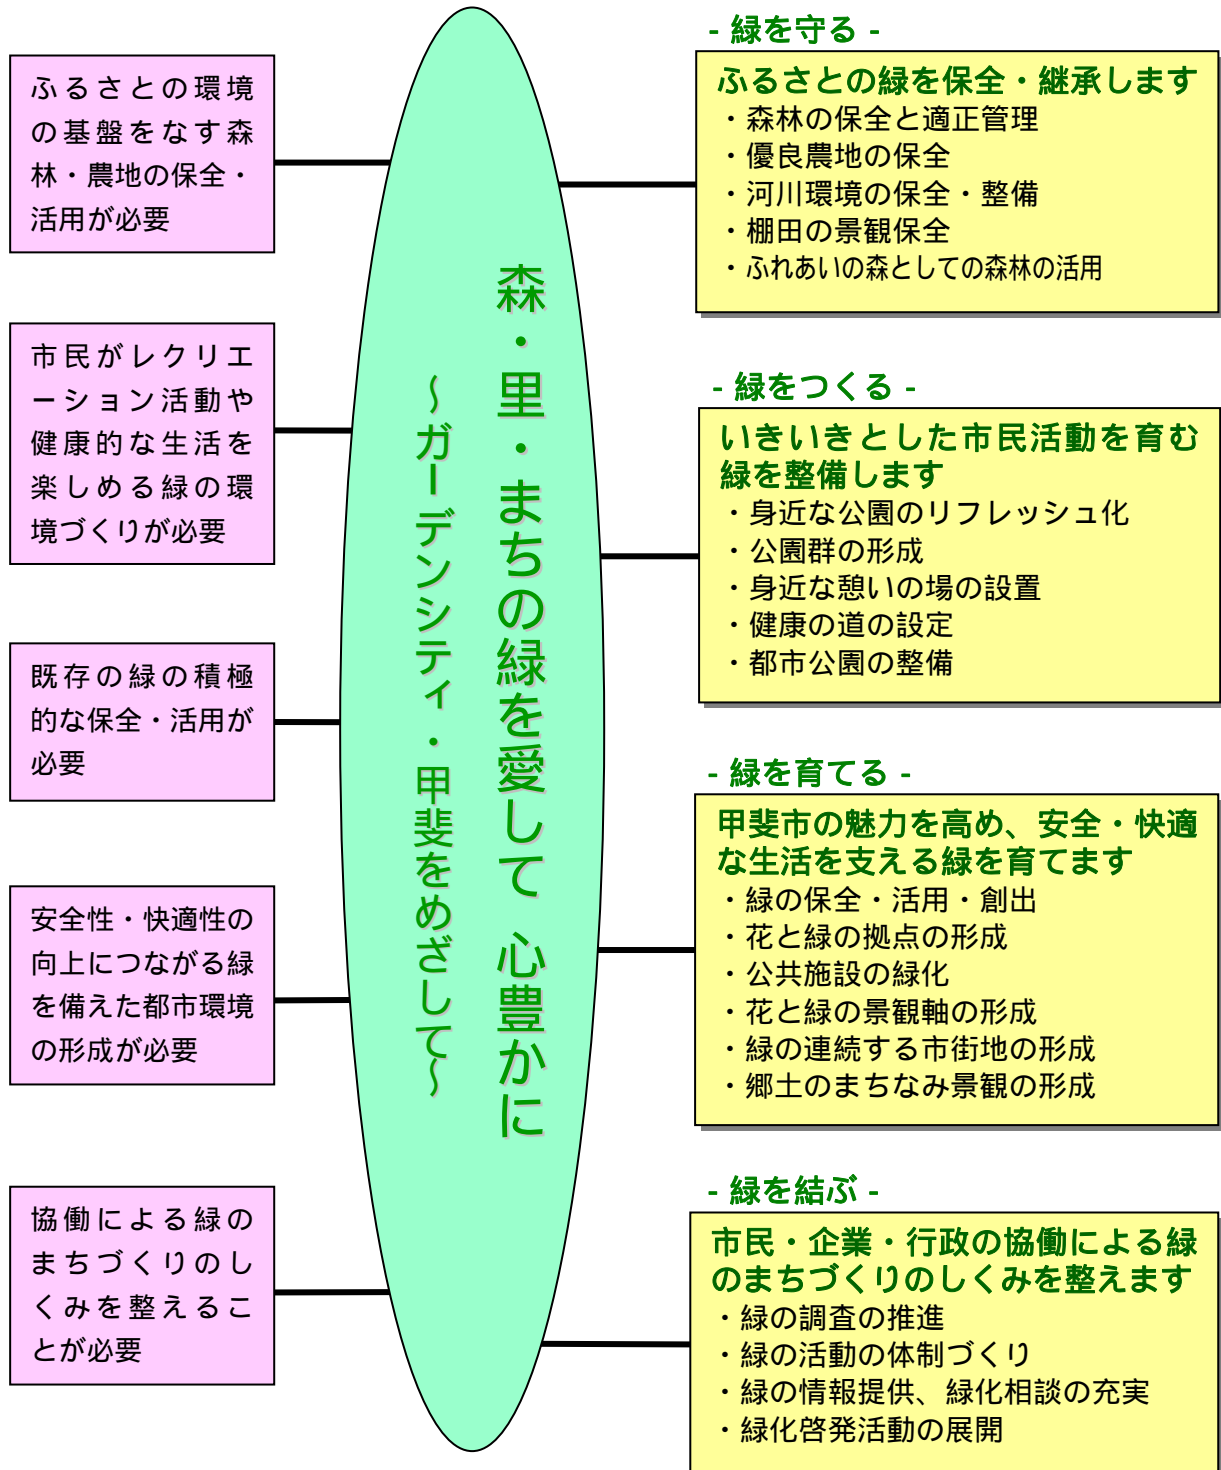 ふるさとの環境
の基盤をなす森
林・農地の保全・
活用が必要
市民がレクリエ
ーション活動や
健康的な生活を
楽しめる緑の環
境づくりが必要
既存の緑の積極
的な保全・活用が
必要
安全性・快適性の
向上につながる緑
を備えた都市環境
の形成が必要
協働による緑の
まちづくりのし
くみを整えるこ
とが必要
森・里・まちの緑を愛して 心豊かに
～ガーデンシティ・甲斐をめざして～
- 緑を守る -
ふるさとの緑を保全・継承します
・森林の保全と適正管理
・優良農地の保全
・河川環境の保全・整備
・棚田の景観保全
・ふれあいの森としての森林の活用
- 緑をつくる -
いきいきとした市民活動を育む
緑を整備します
・身近な公園のリフレッシュ化
・公園群の形成
・身近な憩いの場の設置
・健康の道の設定
・都市公園の整備
- 緑を育てる -
甲斐市の魅力を高め、安全・快適
な生活を支える緑を育てます
・緑の保全・活用・創出
・花と緑の拠点の形成
・公共施設の緑化
・花と緑の景観軸の形成
・緑の連続する市街地の形成
・郷土のまちなみ景観の形成
- 緑を結ぶ -
市民・企業・行政の協働による緑
のまちづくりのしくみを整えます
・緑の調査の推進
・緑の活動の体制づくり
・緑の情報提供、緑化相談の充実
・緑化啓発活動の展開